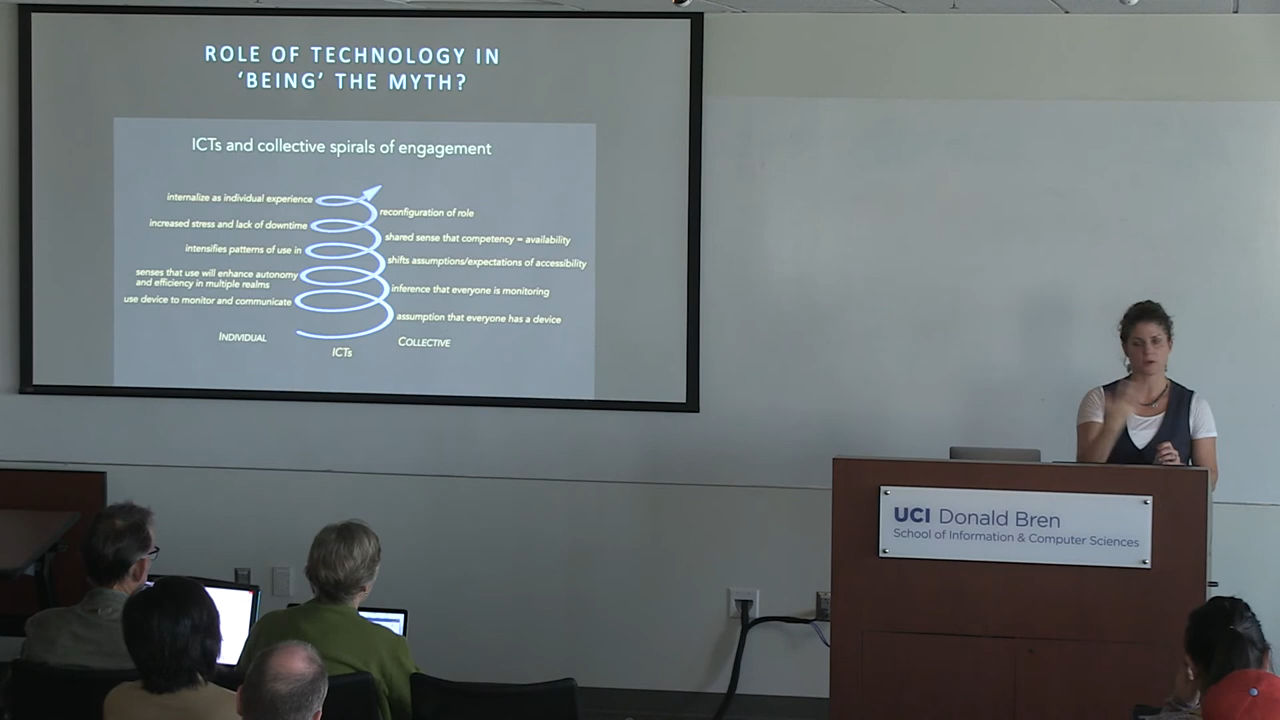 ROLE OF TECHNOLOGY IN
‘BEING’ THE MYTH?
ICTs and collective spirals of engagement
internalize as individual experience
reconfiguration of role
increased stress and lack of downtime
shared sense that competency = availability
intensifies patterns of use in
shifts assumptions/expectations of accessibility
senses that use will enhance autonomy
and efficiency in multiple realms
inference that everyone is monitoring
use device to monitor and communicate
assumption that everyone has a device
INDIVIDUAL
COLLECTIVE
ICTs
UCI Donald Bren
School of Information & Computer Sciences